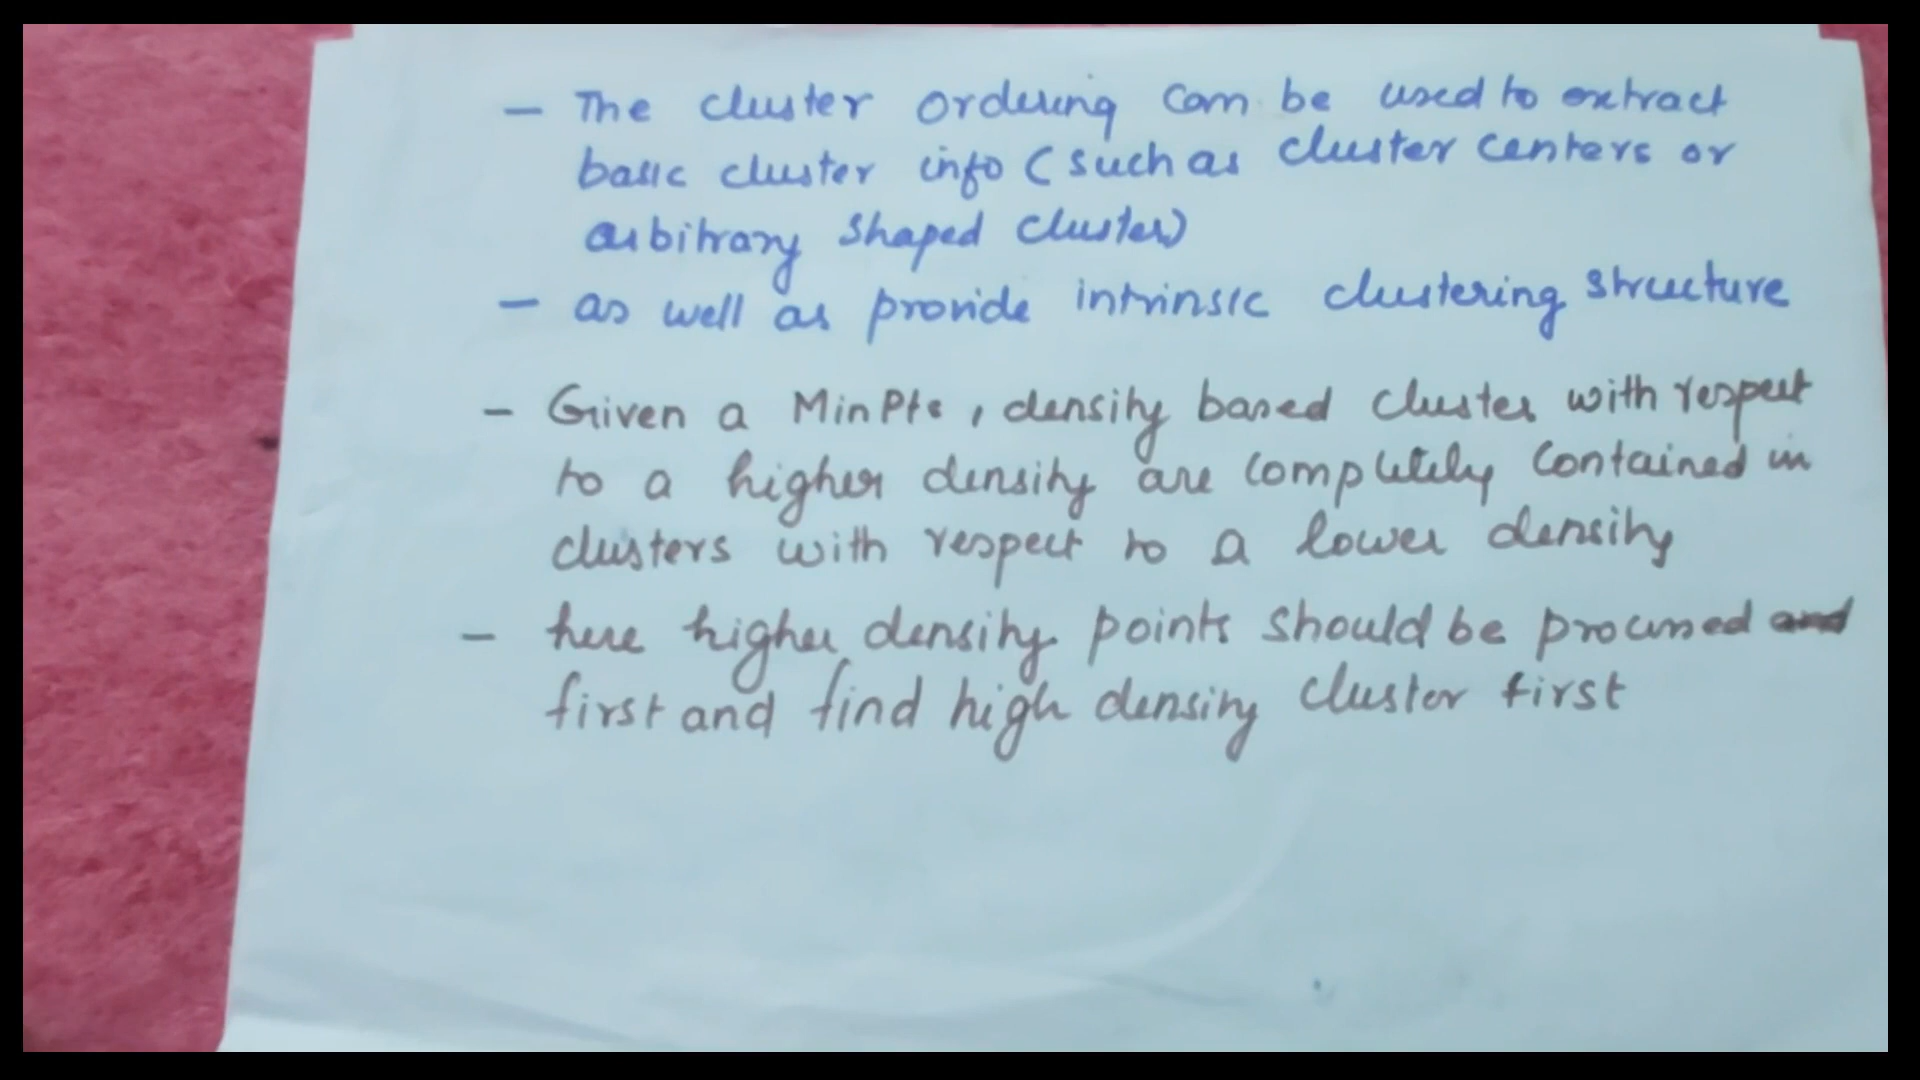 - The cluster ordering can be used to extract
basic cluster info (such as cluster centers or
arbitrary shaped cluster)
- as well as provide intrinsic clustering structure
- Given a MinPts, density based cluster with respect
to a higher density are completely contained in
clusters with respect to a lower density
- here higher density points should be processed and
first and find high density cluster first